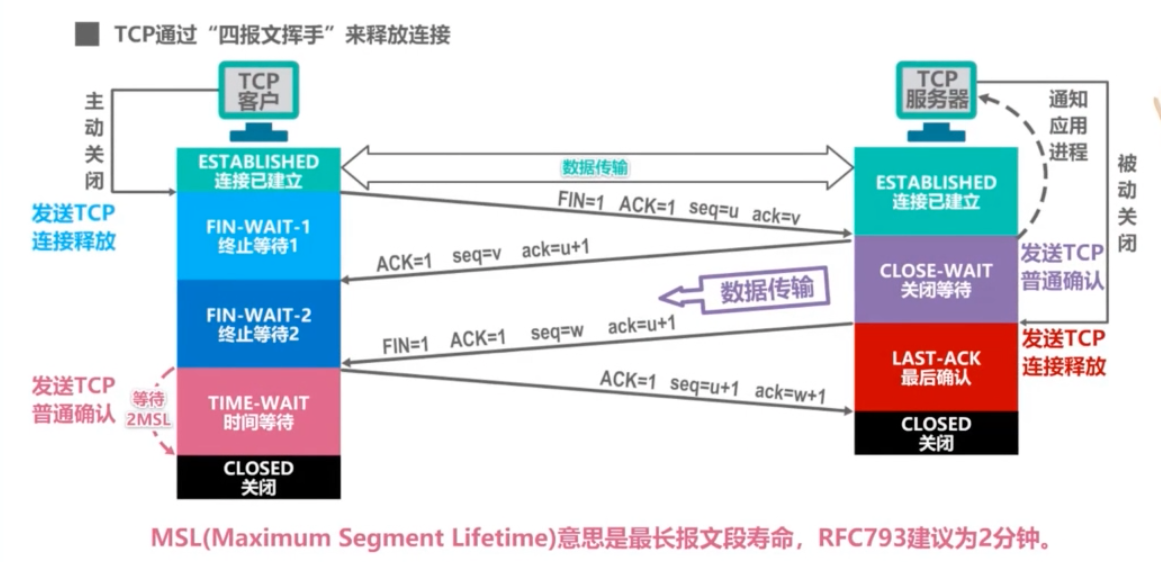 TCP通过“四报文挥手”来释放连接
TCP
客户
TCP
服务器
主动关闭
通知
应用
进程
被动关闭
ESTABLISHED
连接已建立
数据传输
ESTABLISHED
连接已建立
FIN=1 ACK=1 seq=u ack=v
发送TCP
连接释放
FIN-WAIT-1
终止等待1
ACK=1 seq=v ack=u+1
CLOSE-WAIT
关闭等待
发送TCP
普通确认
数据传输
FIN-WAIT-2
终止等待2
FIN=1 ACK=1 seq=w ack=u+1
LAST-ACK
最后确认
发送TCP
连接释放
ACK=1 seq=u+1 ack=w+1
发送TCP
普通确认
等待
2MSL
TIME-WAIT
时间等待
CLOSED
关闭
CLOSED
关闭
MSL(Maximum Segment Lifetime)意思是最长报文段寿命，RFC793建议为2分钟。